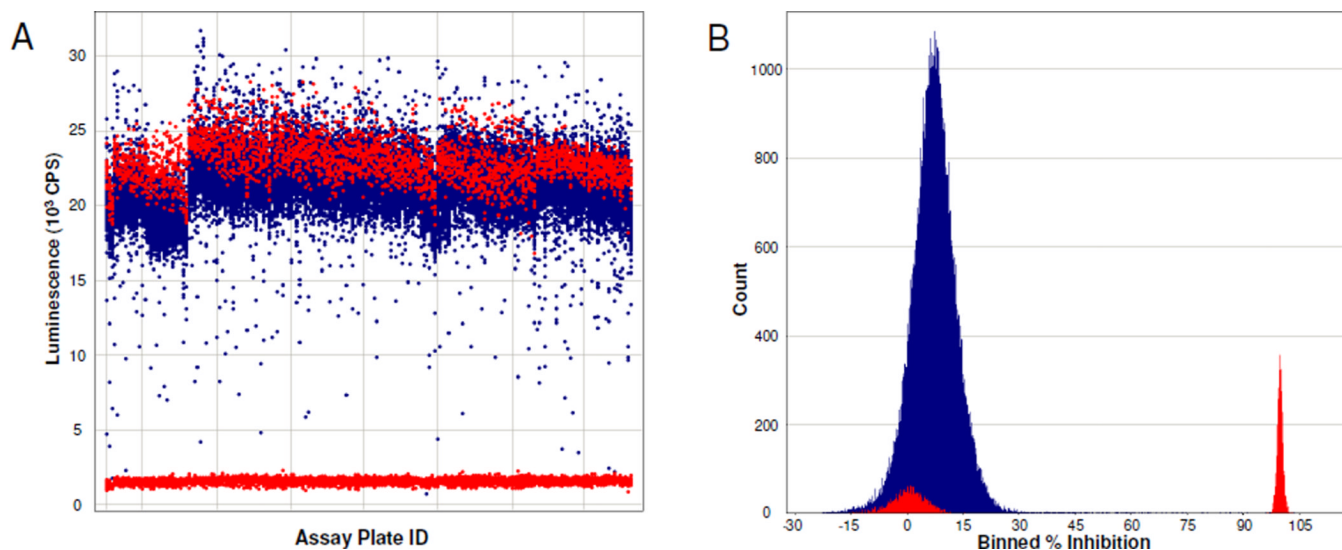 A
Luminescence (10³ CPS)
30
25
20
15
10
5
0
Assay Plate ID
B
Count
1000
800
600
400
200
0
-30 -15 0 15 30 45 60 75 90 105
Binned % Inhibition